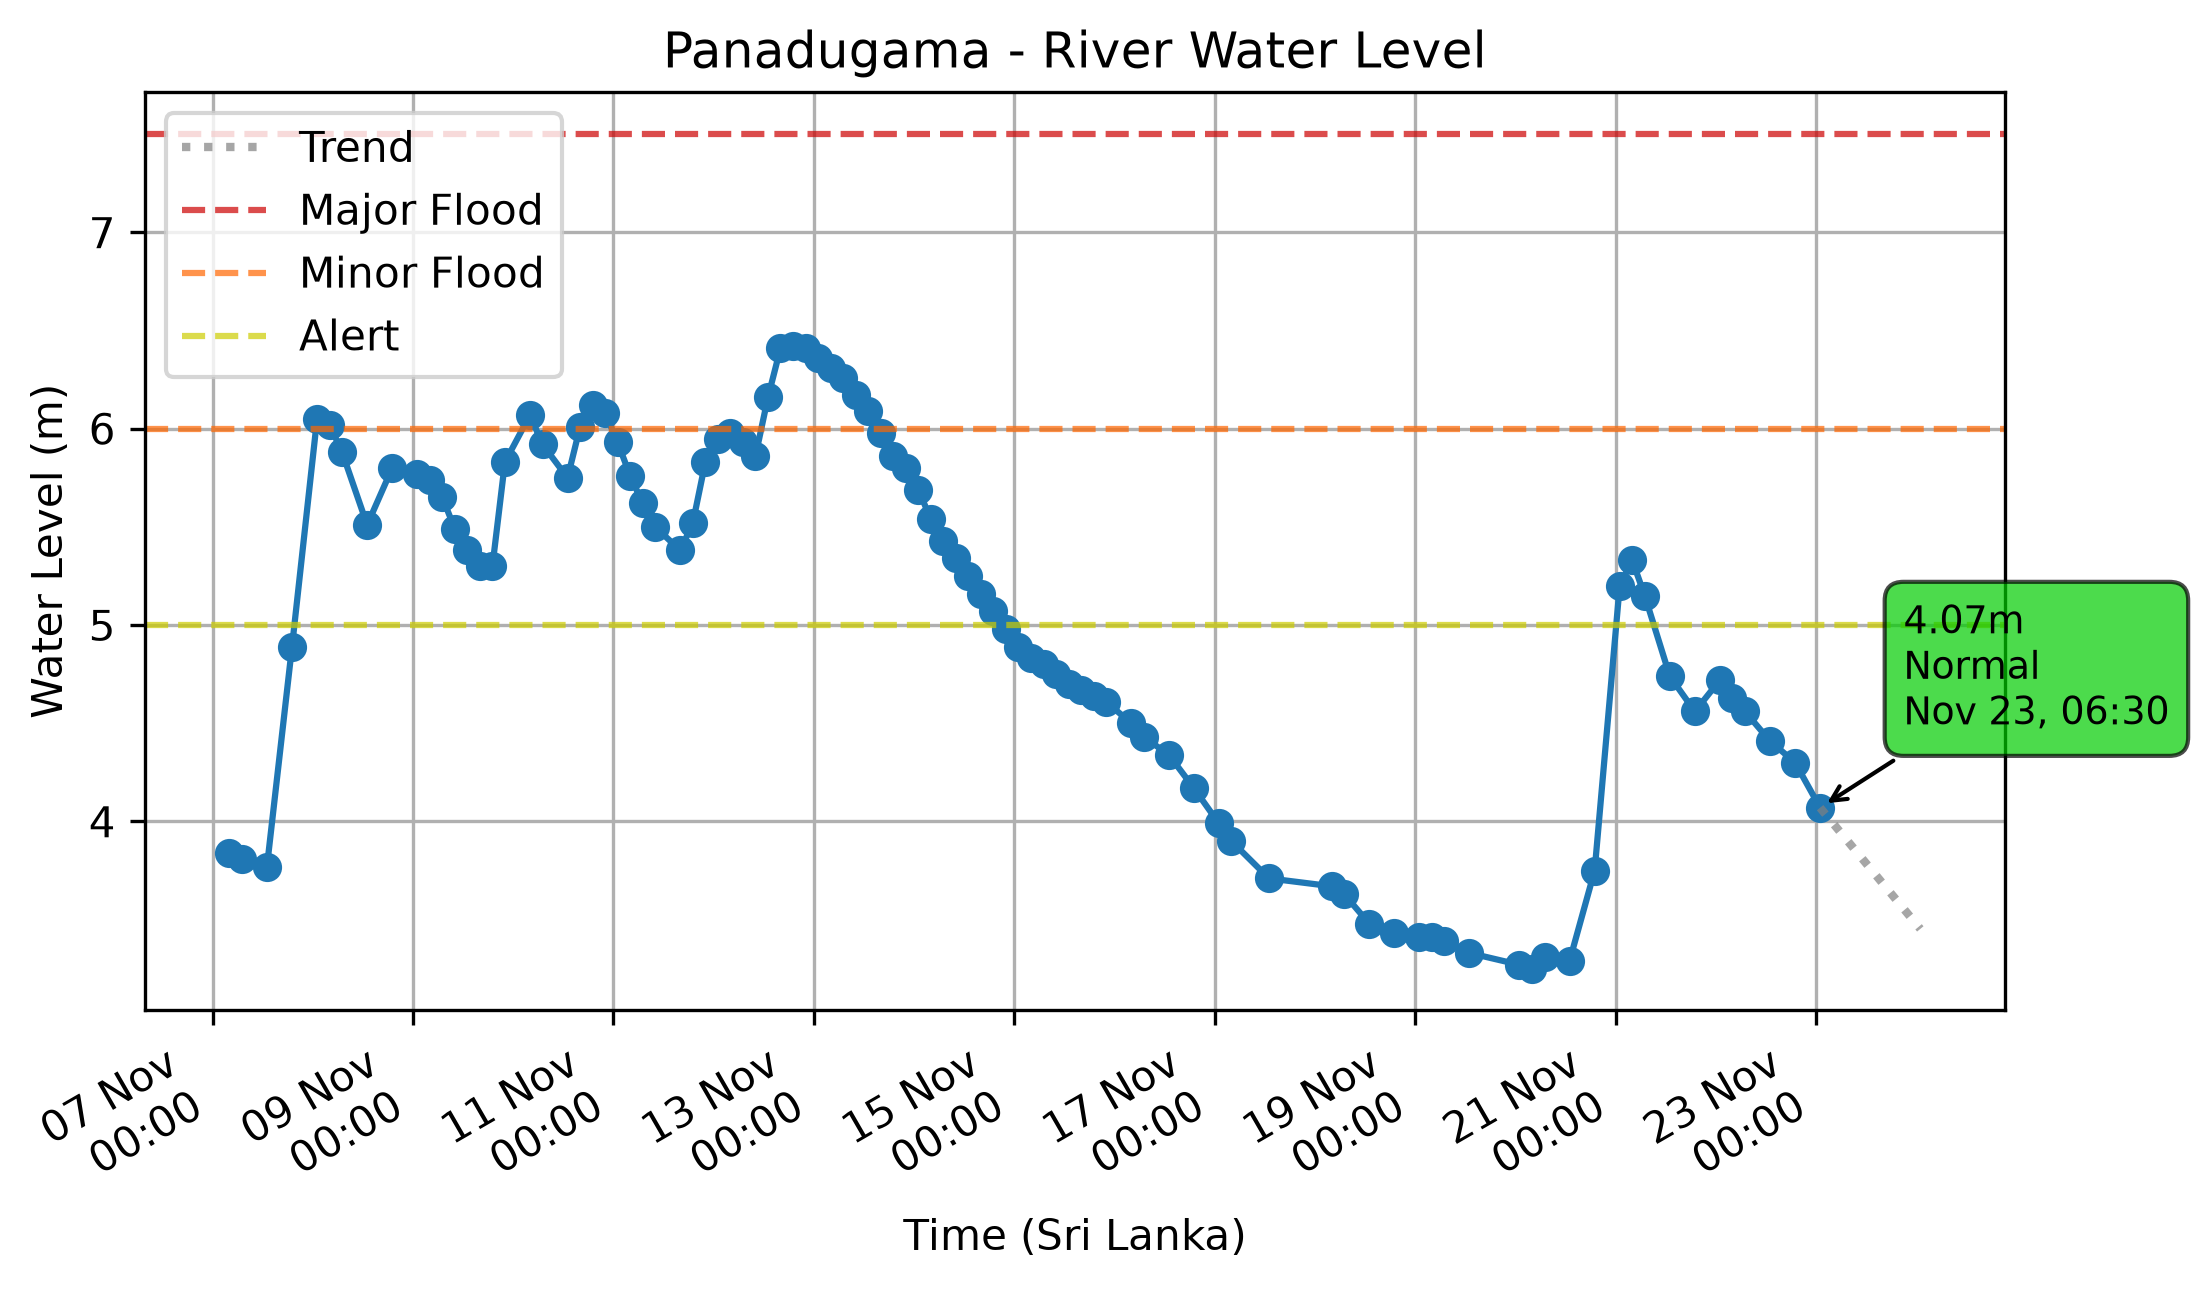 Panadugama - River Water Level
Trend
Major Flood
Minor Flood
Alert
7
6
5
4
Water Level (m)
4.07m
Normal
Nov 23, 06:30
07 Nov
00:00
09 Nov
00:00
11 Nov
00:00
13 Nov
00:00
15 Nov
00:00
17 Nov
00:00
19 Nov
00:00
21 Nov
00:00
23 Nov
00:00
Time (Sri Lanka)